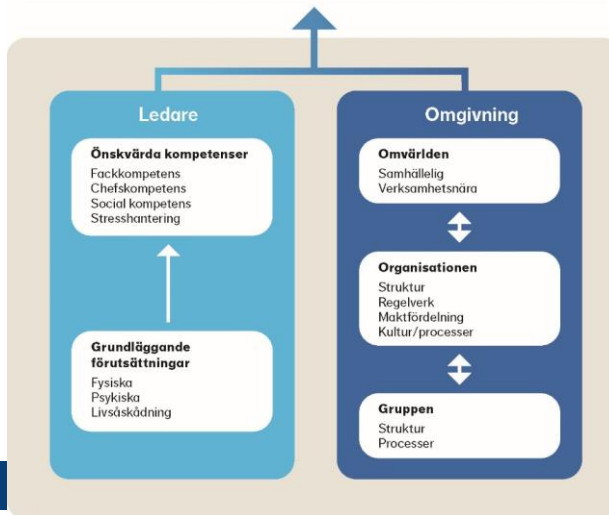 Ledare
Önskvärda kompetenser
Fackkompetens
Chefskompetens
Social kompetens
Stresshantering
Grundläggande
förutsättningar
Fysiska
Psykiska
Livsåskådning
Omgivning
Omvärlden
Samhällelig
Verksamhetsnära
Organisationen
Struktur
Regelverk
Maktfördelning
Kultur/processer
Gruppen
Struktur
Processer